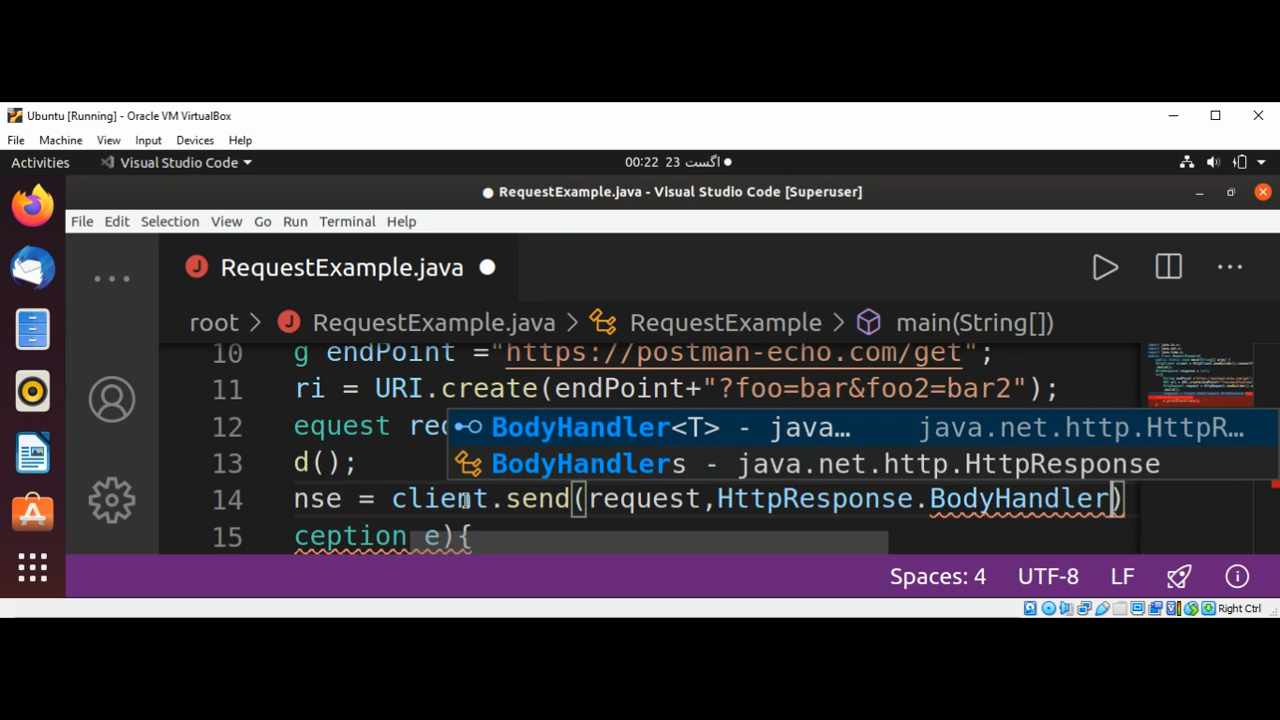 Ubuntu [Running] - Oracle VM VirtualBox
File Machine View Input Devices Help
Activities Visual Studio Code 00:22 23 اگست
RequestExample.java - Visual Studio Code [Superuser]
File Edit Selection View Go Run Terminal Help
RequestExample.java
root > RequestExample.java > RequestExample > main(String[])
10 g endPoint ="https://postman-echo.com/get";
11 ri = URI.create(endPoint+"?foo=bar&foo2=bar2");
BodyHandler<T> - java… java.net.http.HttpR…
12 equest req
BodyHandlers - java.net.http.HttpResponse
13 d();
14 nse = client.send(request,HttpResponse.BodyHandler)
15 ception e){
Spaces: 4 UTF-8 LF
Right Ctrl